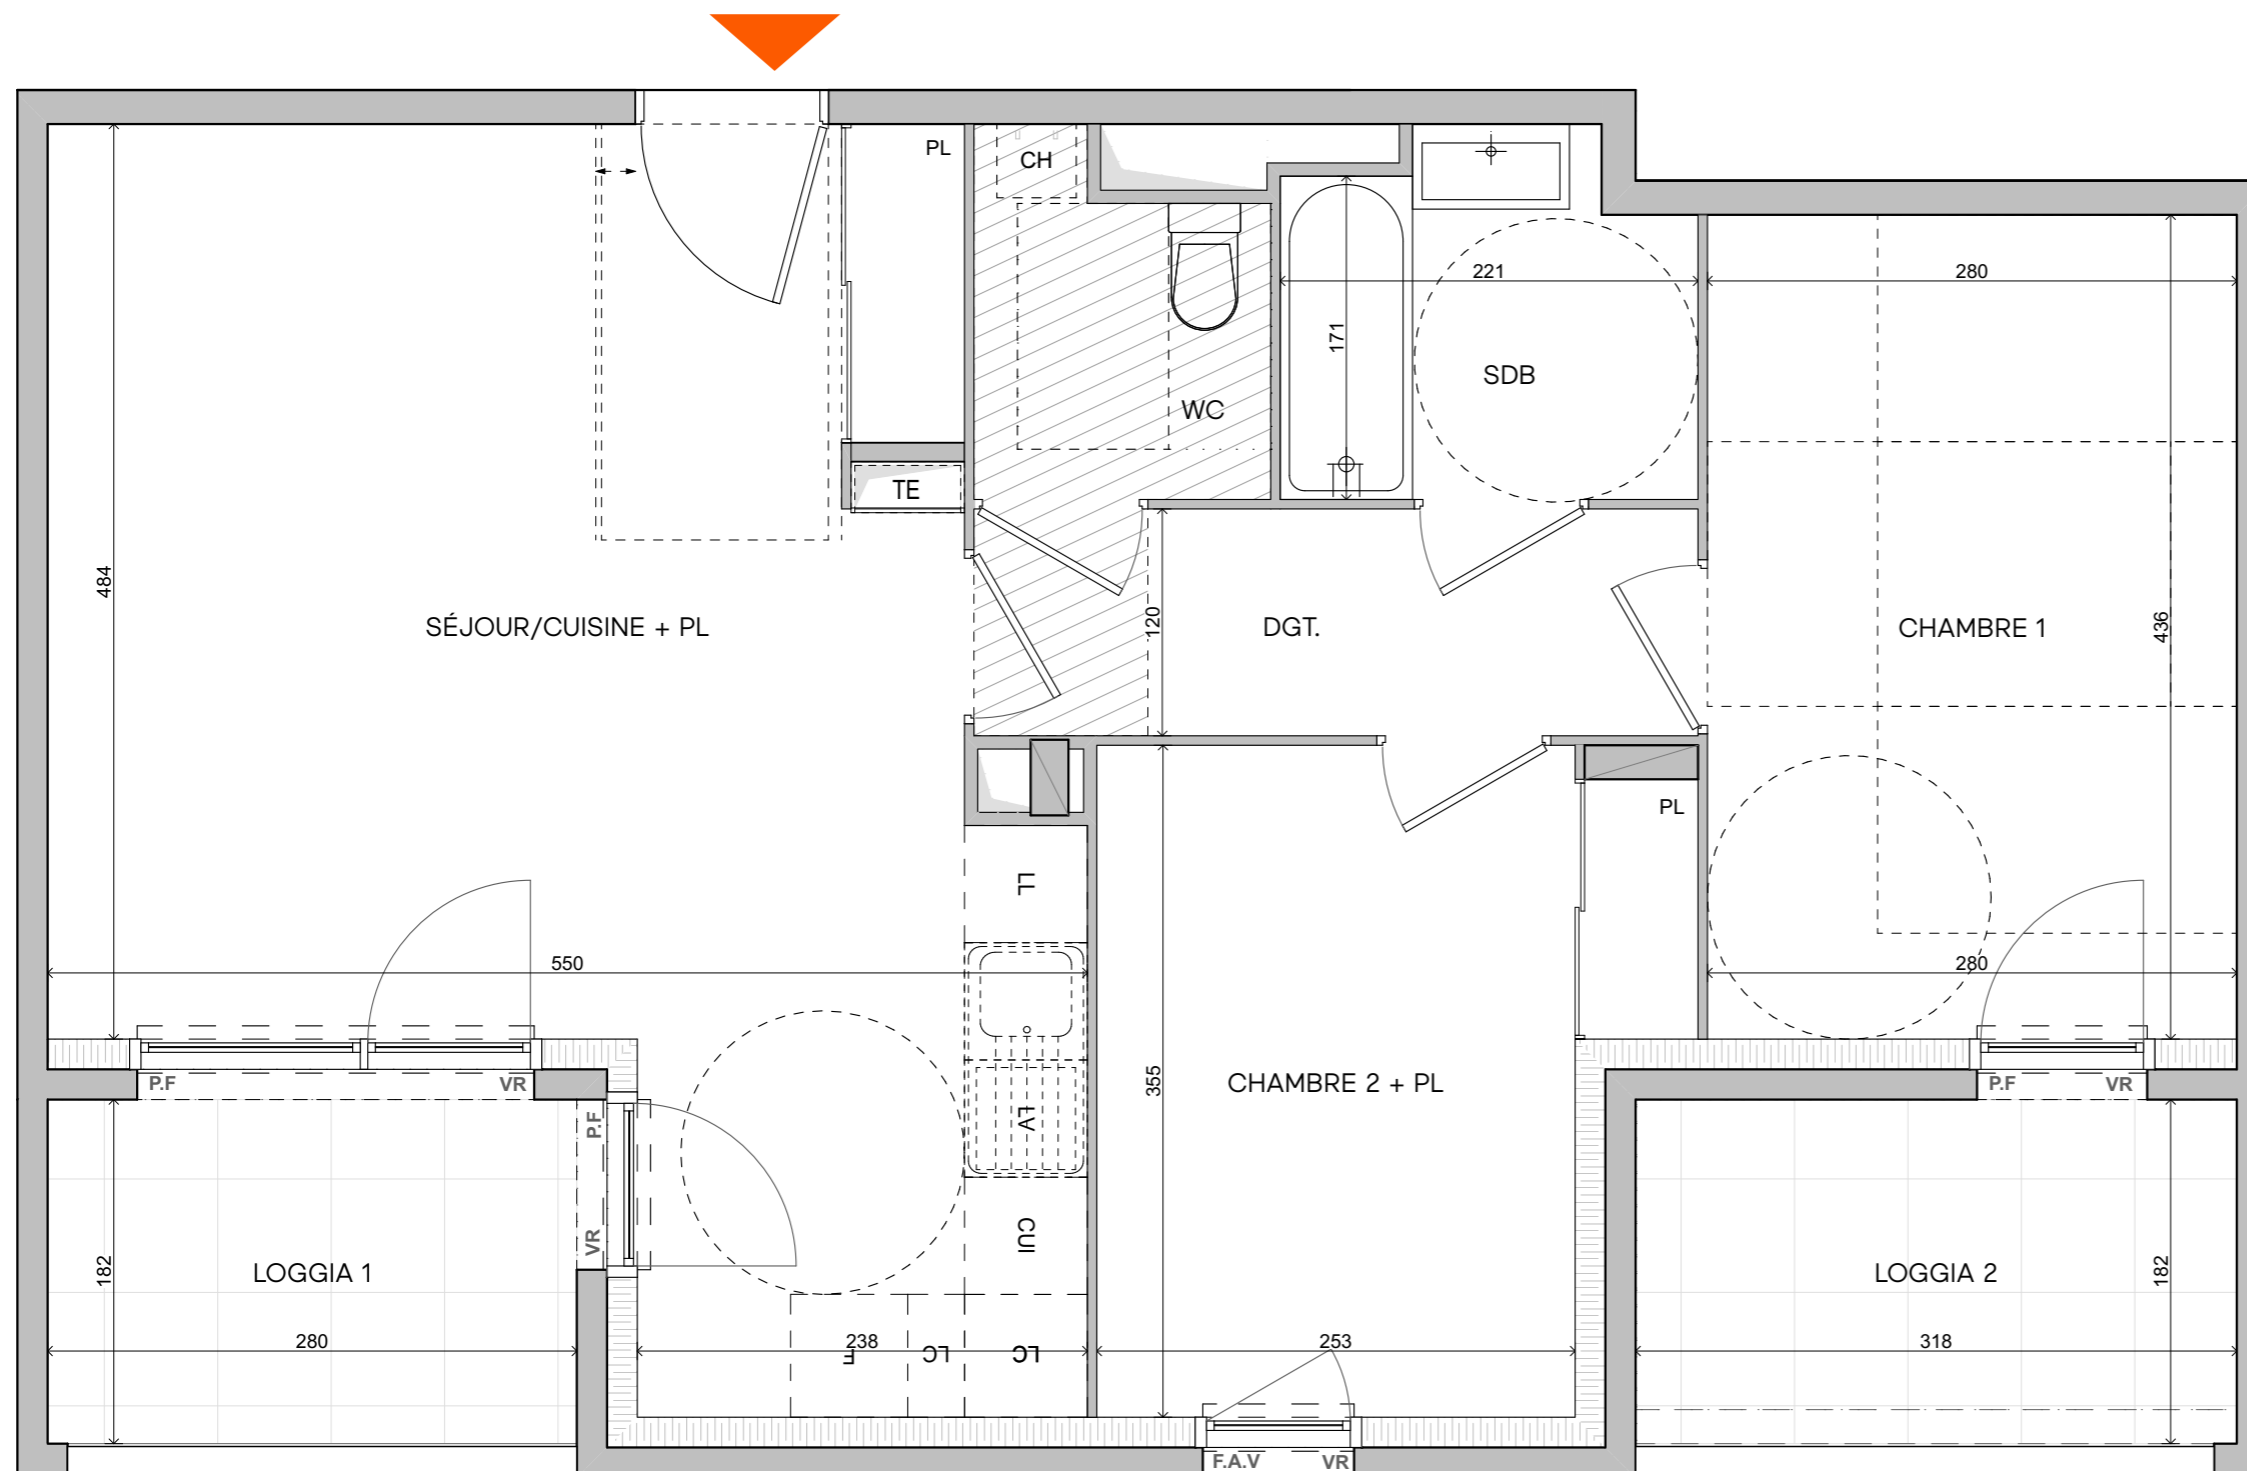 PL
CH
221
280
171
SDB
WC
TE
484
SÉJOUR/CUISINE + PL
120
DGT.
CHAMBRE 1
436
PL
LL
550
280
P.F
VR
P.F
VR
P.F
LV
355
CHAMBRE 2 + PL
VR
CUI
182
LOGGIA 1
LOGGIA 2
182
280
238
253
318
F
LC
LC
F.A.V
VR